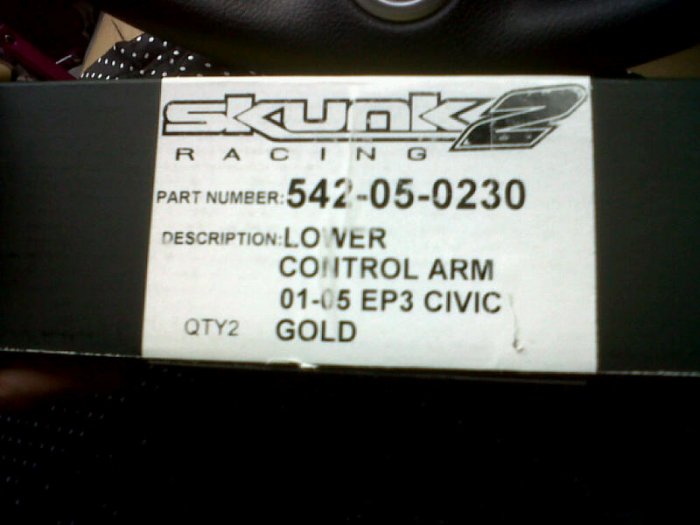 SKUNK2
RACING
PART NUMBER: 542-05-0230
DESCRIPTION: LOWER
CONTROL ARM
01-05 EP3 CIVIC
QTY2 GOLD